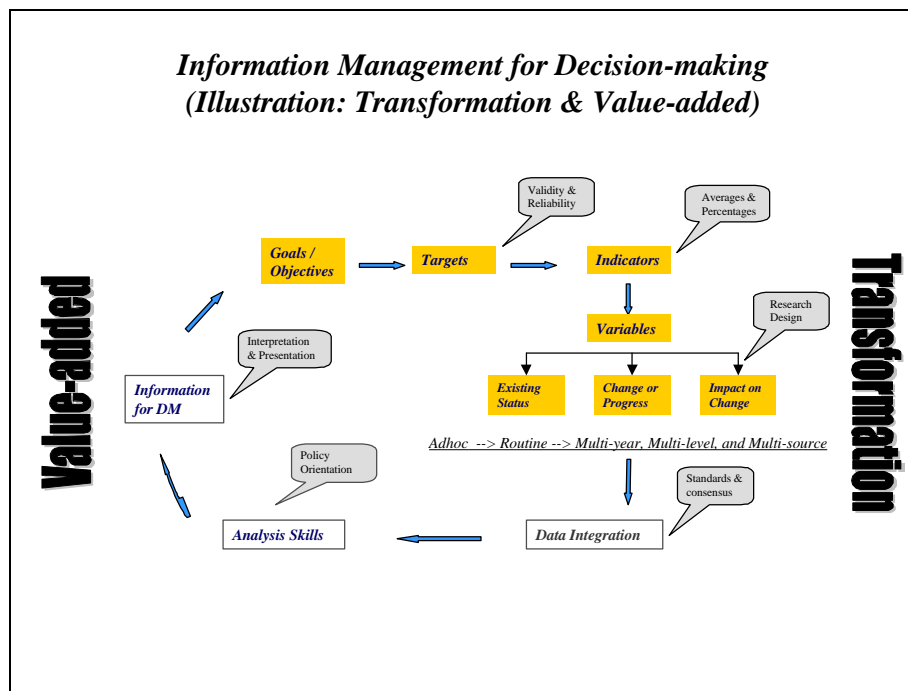 Information Management for Decision-making
(Illustration: Transformation & Value-added)
Validity &
Reliability
Averages &
Percentages
Goals /
Objectives
Targets
Indicators
Value-added
Transformation
Variables
Research
Design
Interpretation
& Presentation
Information
for DM
Existing
Status
Change or
Progress
Impact on
Change
Adhoc --> Routine --> Multi-year, Multi-level, and Multi-source
Policy
Orientation
Standards &
consensus
Analysis Skills
Data Integration